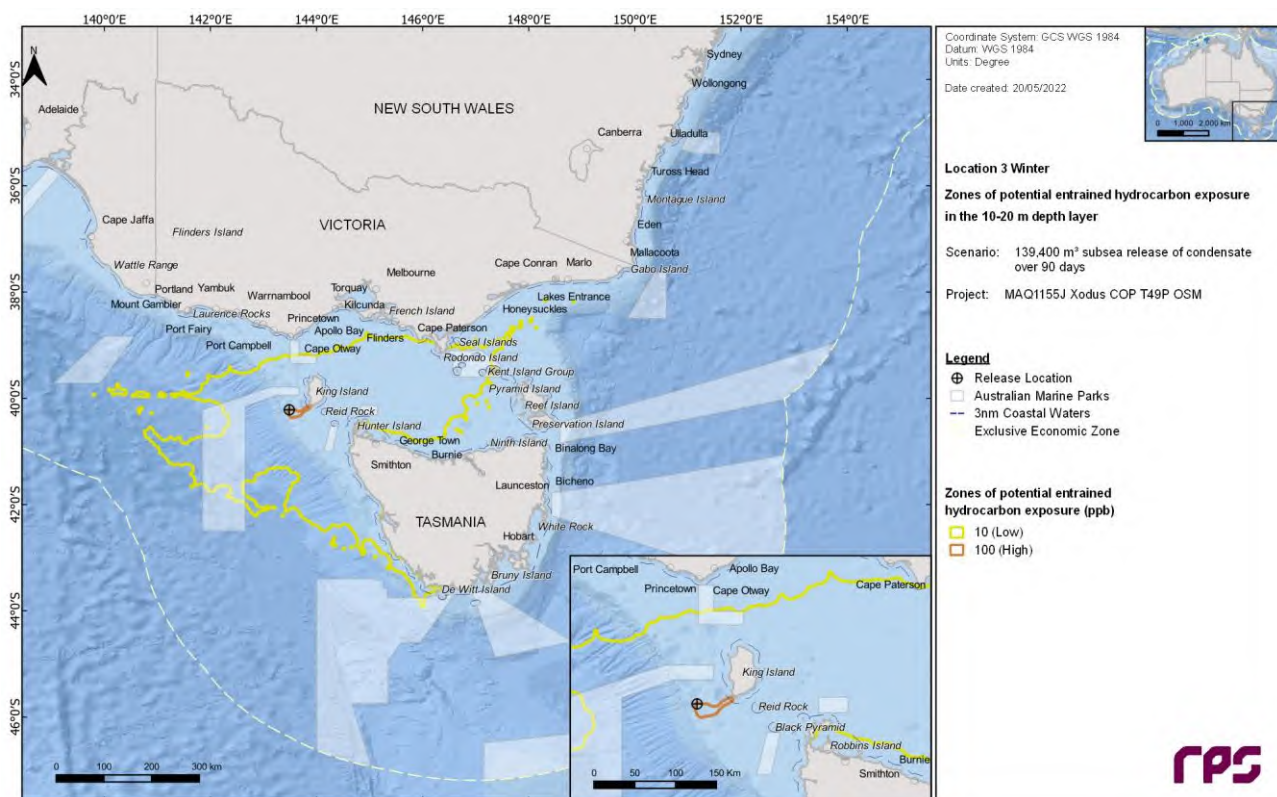 140°0'E 142°0'E 144°0'E 146°0'E 148°0'E 150°0'E 152°0'E 154°0'E
N
34°0'S
36°0'S
38°0'S
40°0'S
42°0'S
44°0'S
46°0'S
Sydney
Wollongong
Adelaide
NEW SOUTH WALES
Canberra
Ulladulla
Tuross Head
Montague Island
Cape Jaffa
VICTORIA
Eden
Flinders Island
Mallacoota
Wattle Range
Melbourne
Cape Conran Marlo
Gabo Island
Portland Yambuk
Torquay
Mount Gambier
Warrnambool
Kilcunda
Lakes Entrance
Laurence Rocks
French Island
Honeysuckles
Princetown
Port Fairy
Apollo Bay
Flinders
Cape Paterson
Port Campbell
Cape Otway
Seal Islands
Rodondo Island
Kent Island Group
King Island
Pyramid Island
Reid Rock
Reef Island
Hunter Island
Preservation Island
George Town
Ninth Island
Burnie
Binalong Bay
Smithton
Launceston
Bicheno
TASMANIA
White Rock
Hobart
Bruny Island
De Witt Island
0 100 200 300 km
Port Campbell
Apollo Bay
Princetown
Cape Otway
Cape Paterson
King Island
Reid Rock
Black Pyramid
Robbins Island
Burnie
Smithton
0 50 100 150 Km
Coordinate System: GCS WGS 1984
Datum: WGS 1984
Units: Degree
Date created: 20/05/2022
0 1,000 2,000 km
Location 3 Winter
Zones of potential entrained hydrocarbon exposure
in the 10-20 m depth layer
Scenario: 139,400 m³ subsea release of condensate
over 90 days
Project: MAQ1155J Xodus COP T49P OSM
Legend
Release Location
Australian Marine Parks
3nm Coastal Waters
Exclusive Economic Zone
Zones of potential entrained
hydrocarbon exposure (ppb)
10 (Low)
100 (High)
rps